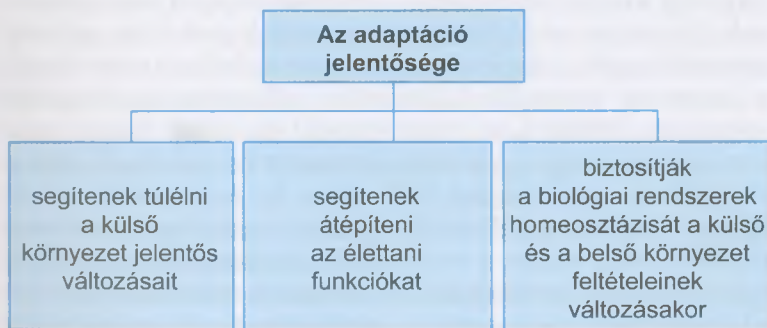 Az adaptáció
jelentősége
segítenek túlélni
a külső
környezet jelentős
változásait
segítenek
átépíteni
az élettani
funkciókat
biztosítják
a biológiai rendszerek
homeosztázisát a külső
és a belső környezet
feltételeinek
változásakor